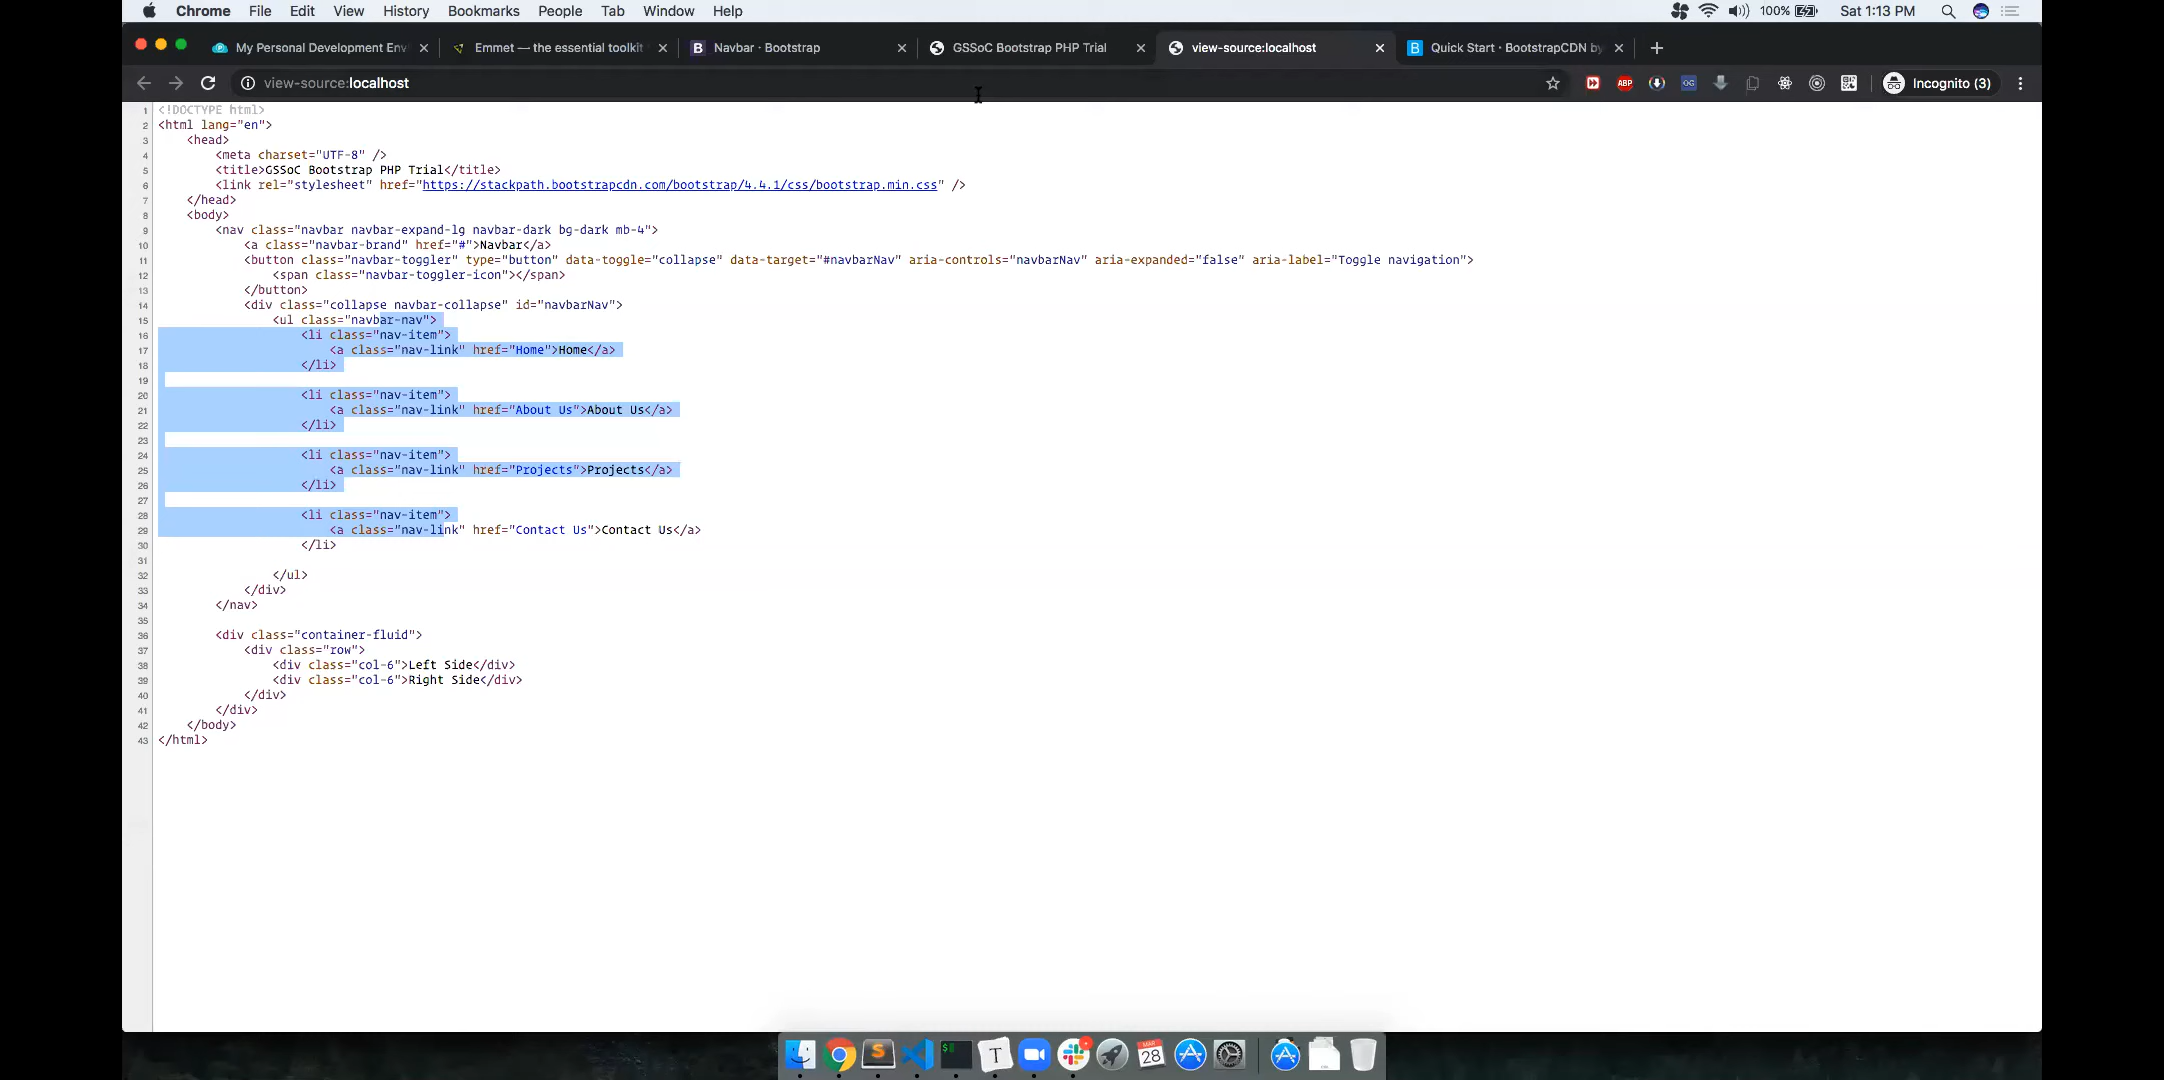 Chrome File Edit View History Bookmarks People Tab Window Help 100% Sat 1:13 PM
My Personal Development Env Emmet — the essential toolkit Navbar · Bootstrap GSSoC Bootstrap PHP Trial view-source:localhost Quick Start · BootstrapCDN by
view-source:localhost ABP OG Incognito (3)
1 <!DOCTYPE html>
2 <html lang="en">
3 <head>
4 <meta charset="UTF-8" />
5 <title>GSSoC Bootstrap PHP Trial</title>
6 <link rel="stylesheet" href="https://stackpath.bootstrapcdn.com/bootstrap/4.4.1/css/bootstrap.min.css" />
7 </head>
8 <body>
9 <nav class="navbar navbar-expand-lg navbar-dark bg-dark mb-4">
10 <a class="navbar-brand" href="#">Navbar</a>
11 <button class="navbar-toggler" type="button" data-toggle="collapse" data-target="#navbarNav" aria-controls="navbarNav" aria-expanded="false" aria-label="Toggle navigation">
12 <span class="navbar-toggler-icon"></span>
13 </button>
14 <div class="collapse navbar-collapse" id="navbarNav">
15 <ul class="navbar-nav">
16 <li class="nav-item">
17 <a class="nav-link" href="Home">Home</a>
18 </li>
19
20 <li class="nav-item">
21 <a class="nav-link" href="About Us">About Us</a>
22 </li>
23
24 <li class="nav-item">
25 <a class="nav-link" href="Projects">Projects</a>
26 </li>
27
28 <li class="nav-item">
29 <a class="nav-link" href="Contact Us">Contact Us</a>
30 </li>
31
32 </ul>
33 </div>
34 </nav>
35
36 <div class="container-fluid">
37 <div class="row">
38 <div class="col-6">Left Side</div>
39 <div class="col-6">Right Side</div>
40 </div>
41 </div>
42 </body>
43 </html>
MAR
28